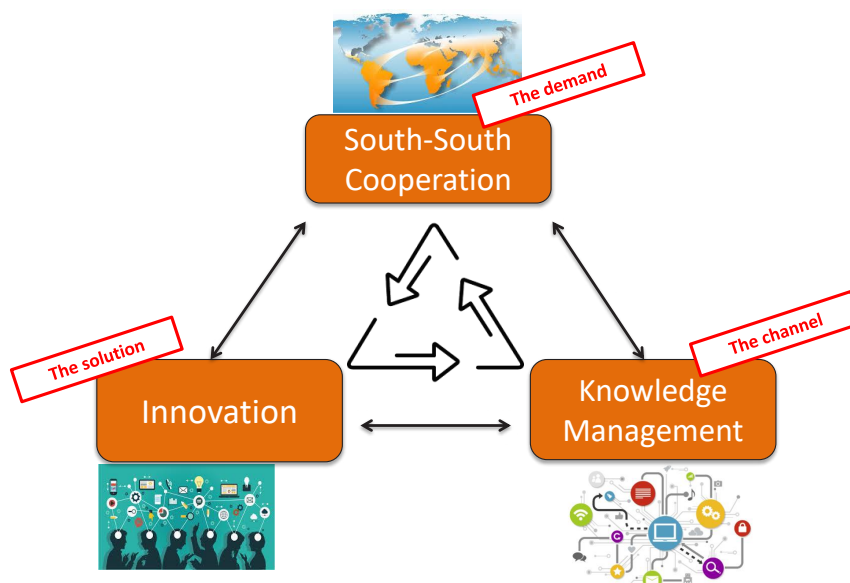 The demand
South-South
Cooperation
The solution
The channel
Innovation
Knowledge
Management